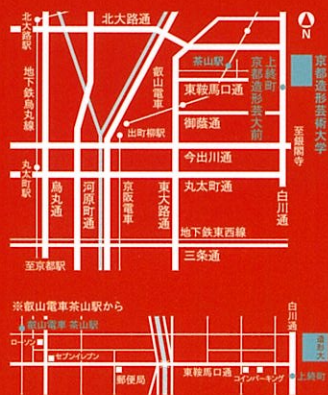 北大路通
北大路駅
地下鉄烏丸線
叡山電車
茶山駅
上終町
京都造形芸大前
京都造形芸術大学
N
東鞍馬口通
御蔭通
至銀閣寺
出町柳駅
今出川通
丸太町駅
丸太町通
烏丸通
河原町通
京阪電車
東大路通
白川通
地下鉄東西線
三条通
至京都駅
※叡山電車茶山駅から
白川通
叡山電車 茶山駅
ローソン
セブンイレブン
造形大
東鞍馬口通
郵便局
コインパーキング
上終町